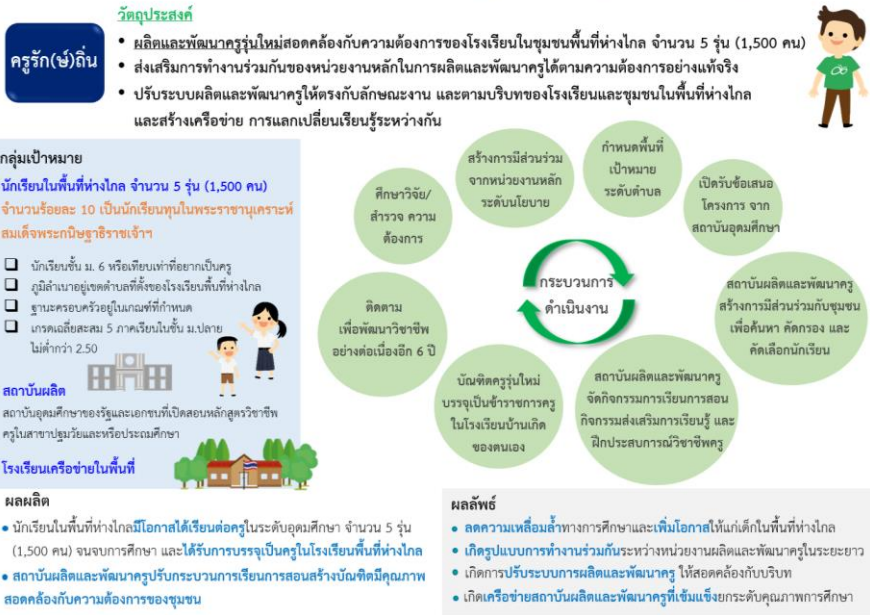 ครูรัก(ษ์)ถิ่น
วัตถุประสงค์
• ผลิตและพัฒนาครูรุ่นใหม่สอดคล้องกับความต้องการของโรงเรียนในชุมชนพื้นที่ห่างไกล จำนวน 5 รุ่น (1,500 คน)
• ส่งเสริมการทำงานร่วมกันของหน่วยงานหลักในการผลิตและพัฒนาครูได้ตามความต้องการอย่างแท้จริง
• ปรับระบบผลิตและพัฒนาครูให้ตรงกับลักษณะงาน และตามบริบทของโรงเรียนและชุมชนในพื้นที่ห่างไกล
และสร้างเครือข่าย การแลกเปลี่ยนเรียนรู้ระหว่างกัน
กลุ่มเป้าหมาย
นักเรียนในพื้นที่ห่างไกล จำนวน 5 รุ่น (1,500 คน)
จำนวนร้อยละ 10 เป็นนักเรียนทุนในพระราชานุเคราะห์
สมเด็จพระกนิษฐาธิราชเจ้าฯ
นักเรียนชั้น ม. 6 หรือเทียบเท่าที่อยากเป็นครู
ภูมิลำเนาอยู่เขตตำบลที่ตั้งของโรงเรียนพื้นที่ห่างไกล
ฐานะครอบครัวอยู่ในเกณฑ์ที่กำหนด
เกรดเฉลี่ยสะสม 5 ภาคเรียนในชั้น ม.ปลาย
ไม่ต่ำกว่า 2.50
สถาบันผลิต
สถาบันอุดมศึกษาของรัฐและเอกชนที่เปิดสอนหลักสูตรวิชาชีพ
ครูในสาขาปฐมวัยและหรือประถมศึกษา
โรงเรียนเครือข่ายในพื้นที่
กระบวนการ
ดำเนินงาน
ศึกษาวิจัย/
สำรวจ ความ
ต้องการ
สร้างการมีส่วนร่วม
จากหน่วยงานหลัก
ระดับนโยบาย
กำหนดพื้นที่
เป้าหมาย
ระดับตำบล
เปิดรับข้อเสนอ
โครงการ จาก
สถาบันอุดมศึกษา
สถาบันผลิตและพัฒนาครู
สร้างการมีส่วนร่วมกับชุมชน
เพื่อค้นหา คัดกรอง และ
คัดเลือกนักเรียน
สถาบันผลิตและพัฒนาครู
จัดกิจกรรมการเรียนการสอน
กิจกรรมส่งเสริมการเรียนรู้ และ
ฝึกประสบการณ์วิชาชีพครู
บัณฑิตครูรุ่นใหม่
บรรจุเป็นข้าราชการครู
ในโรงเรียนบ้านเกิด
ของตนเอง
ติดตาม
เพื่อพัฒนาวิชาชีพ
อย่างต่อเนื่องอีก 6 ปี
ผลผลิต
• นักเรียนในพื้นที่ห่างไกลมีโอกาสได้เรียนต่อครูในระดับอุดมศึกษา จำนวน 5 รุ่น
(1,500 คน) จนจบการศึกษา และได้รับการบรรจุเป็นครูในโรงเรียนพื้นที่ห่างไกล
• สถาบันผลิตและพัฒนาครูปรับกระบวนการเรียนการสอนสร้างบัณฑิตมีคุณภาพ
สอดคล้องกับความต้องการของชุมชน
ผลลัพธ์
• ลดความเหลื่อมล้ำทางการศึกษาและเพิ่มโอกาสให้แก่เด็กในพื้นที่ห่างไกล
• เกิดรูปแบบการทำงานร่วมกันระหว่างหน่วยงานผลิตและพัฒนาครูในระยะยาว
• เกิดการปรับระบบการผลิตและพัฒนาครู ให้สอดคล้องกับบริบท
• เกิดเครือข่ายสถาบันผลิตและพัฒนาครูที่เข้มแข็งยกระดับคุณภาพการศึกษา